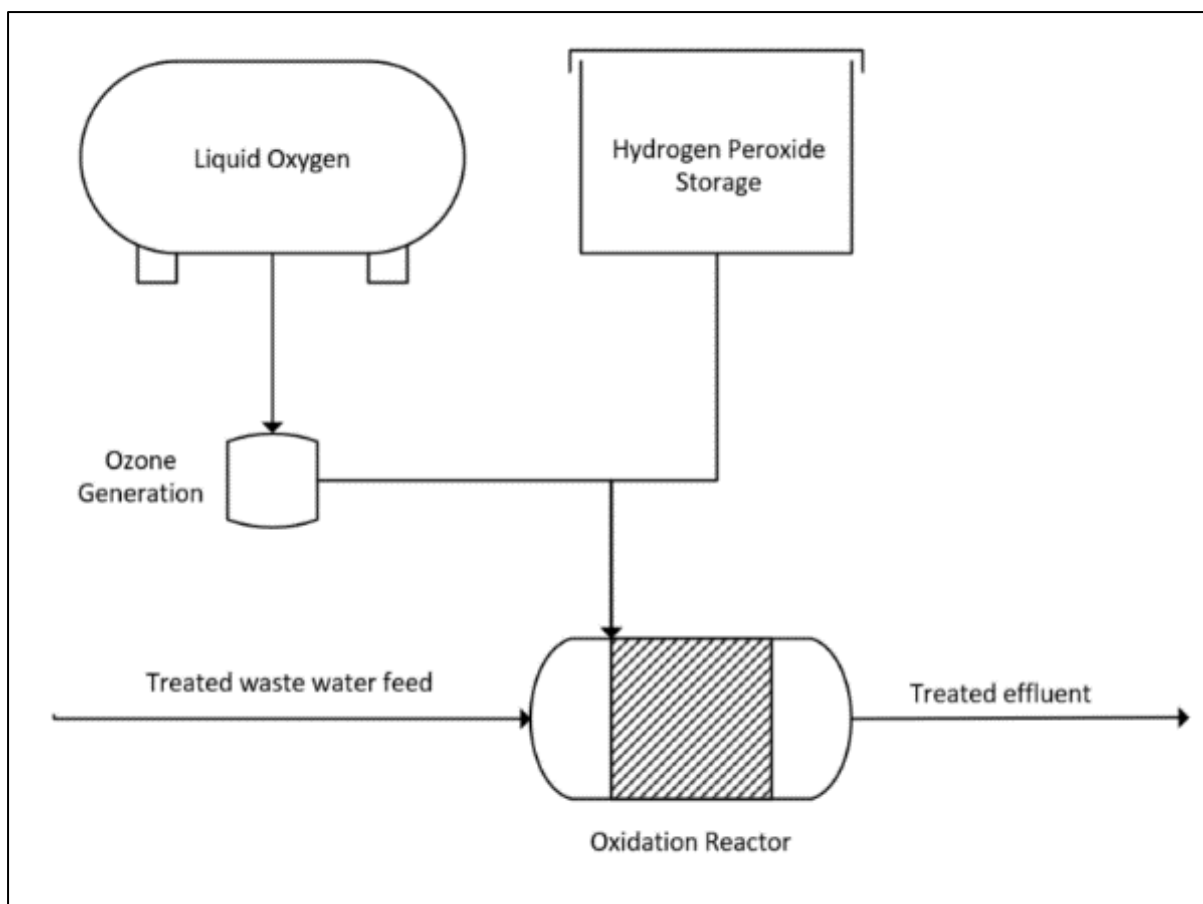 Liquid Oxygen
Hydrogen Peroxide
Storage
Ozone
Generation
Treated waste water feed
Treated effluent
Oxidation Reactor